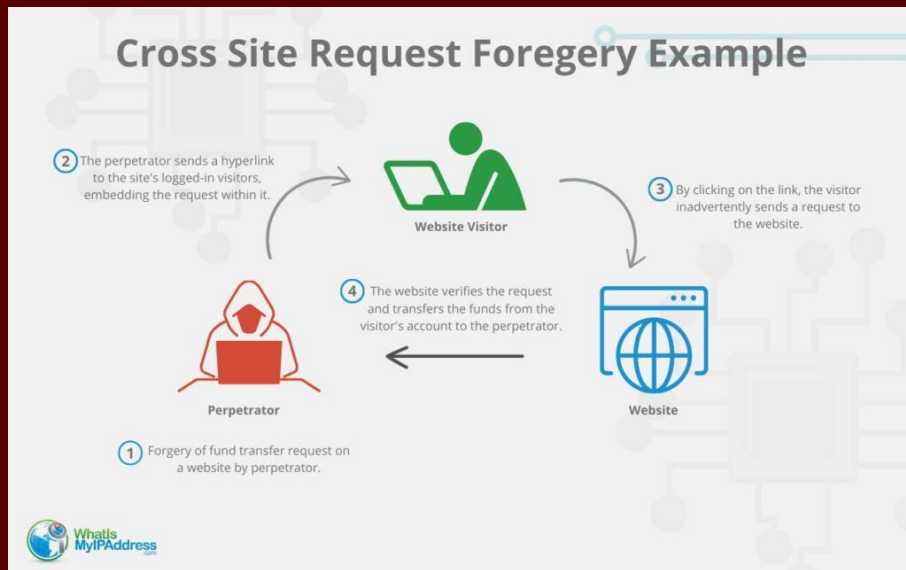 Cross Site Request Foregery Example
2 The perpetrator sends a hyperlink
to the site's logged-in visitors,
embedding the request within it.
Website Visitor
3 By clicking on the link, the visitor
inadvertently sends a request to
the website.
4 The website verifies the request
and transfers the funds from the
visitor's account to the perpetrator.
Perpetrator
Website
1 Forgery of fund transfer request on
a website by perpetrator.
WhatIs
MyIPAddress
.com